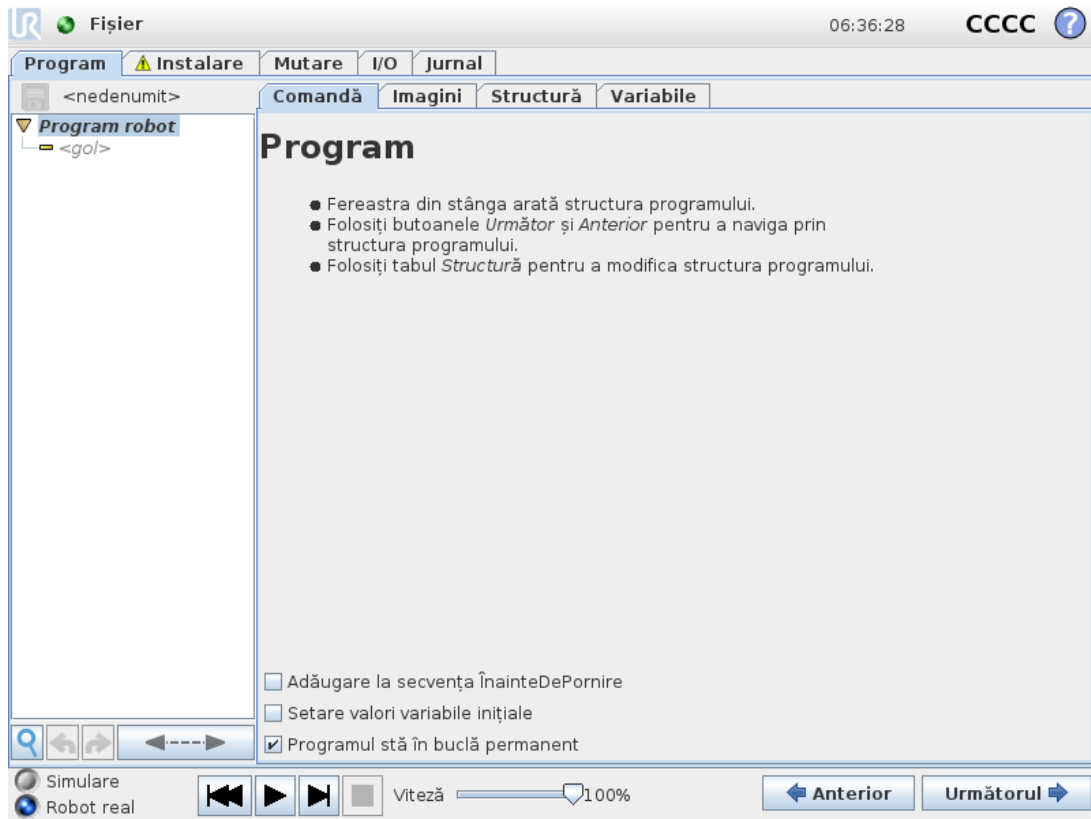 Fișier
06:36:28
CCCC
?
Program
Instalare
Mutare
I/O
Jurnal
<nedenumit>
Comandă
Imagini
Structură
Variabile
Program robot
<gol>
Program
Fereastra din stânga arată structura programului.
Folosiți butoanele Următor și Anterior pentru a naviga prin
structura programului.
Folosiți tabul Structură pentru a modifica structura programului.
Adăugare la secvența ÎnainteDePornire
Setare valori variabile inițiale
Programul stă în buclă permanent
Simulare
Robot real
Viteză
100%
Anterior
Următorul